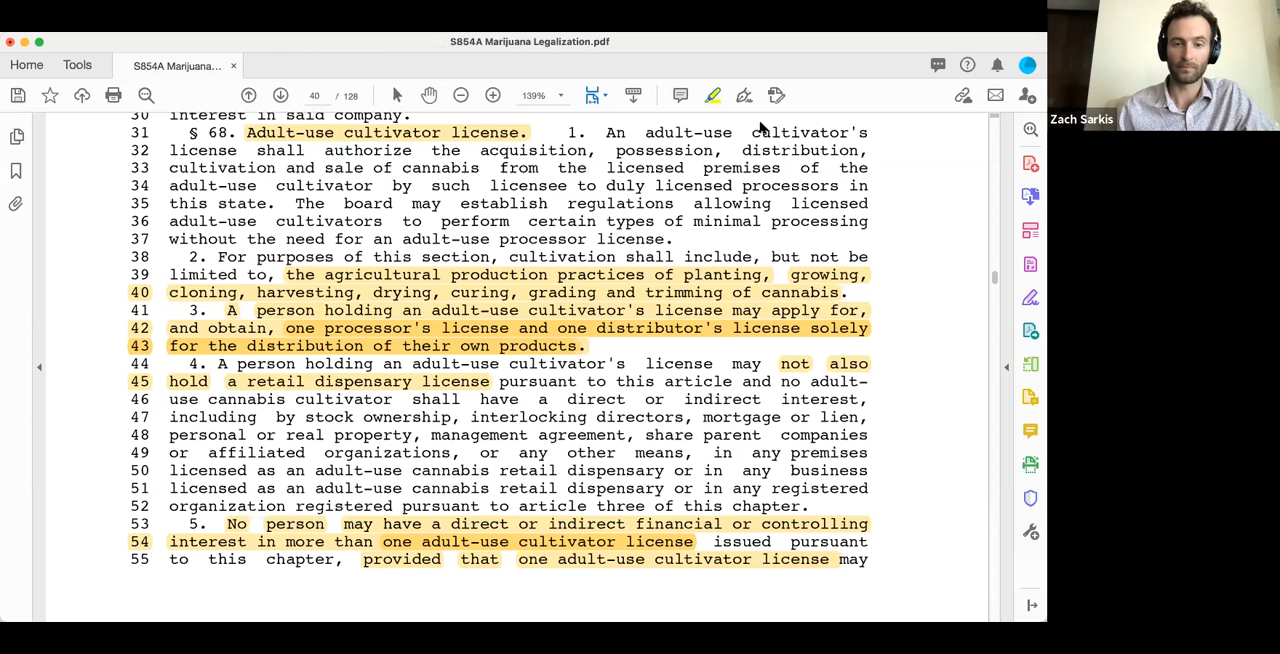 S854A Marijuana Legalization.pdf
Home Tools S854A Marijuana... ×
40 / 128 139%
Zach Sarkis
30 interest in said company.
31 § 68. Adult-use cultivator license. 1. An adult-use cultivator's
32 license shall authorize the acquisition, possession, distribution,
33 cultivation and sale of cannabis from the licensed premises of the
34 adult-use cultivator by such licensee to duly licensed processors in
35 this state. The board may establish regulations allowing licensed
36 adult-use cultivators to perform certain types of minimal processing
37 without the need for an adult-use processor license.
38 2. For purposes of this section, cultivation shall include, but not be
39 limited to, the agricultural production practices of planting, growing,
40 cloning, harvesting, drying, curing, grading and trimming of cannabis.
41 3. A person holding an adult-use cultivator's license may apply for,
42 and obtain, one processor's license and one distributor's license solely
43 for the distribution of their own products.
44 4. A person holding an adult-use cultivator's license may not also
45 hold a retail dispensary license pursuant to this article and no adult-
46 use cannabis cultivator shall have a direct or indirect interest,
47 including by stock ownership, interlocking directors, mortgage or lien,
48 personal or real property, management agreement, share parent companies
49 or affiliated organizations, or any other means, in any premises
50 licensed as an adult-use cannabis retail dispensary or in any business
51 licensed as an adult-use cannabis retail dispensary or in any registered
52 organization registered pursuant to article three of this chapter.
53 5. No person may have a direct or indirect financial or controlling
54 interest in more than one adult-use cultivator license issued pursuant
55 to this chapter, provided that one adult-use cultivator license may